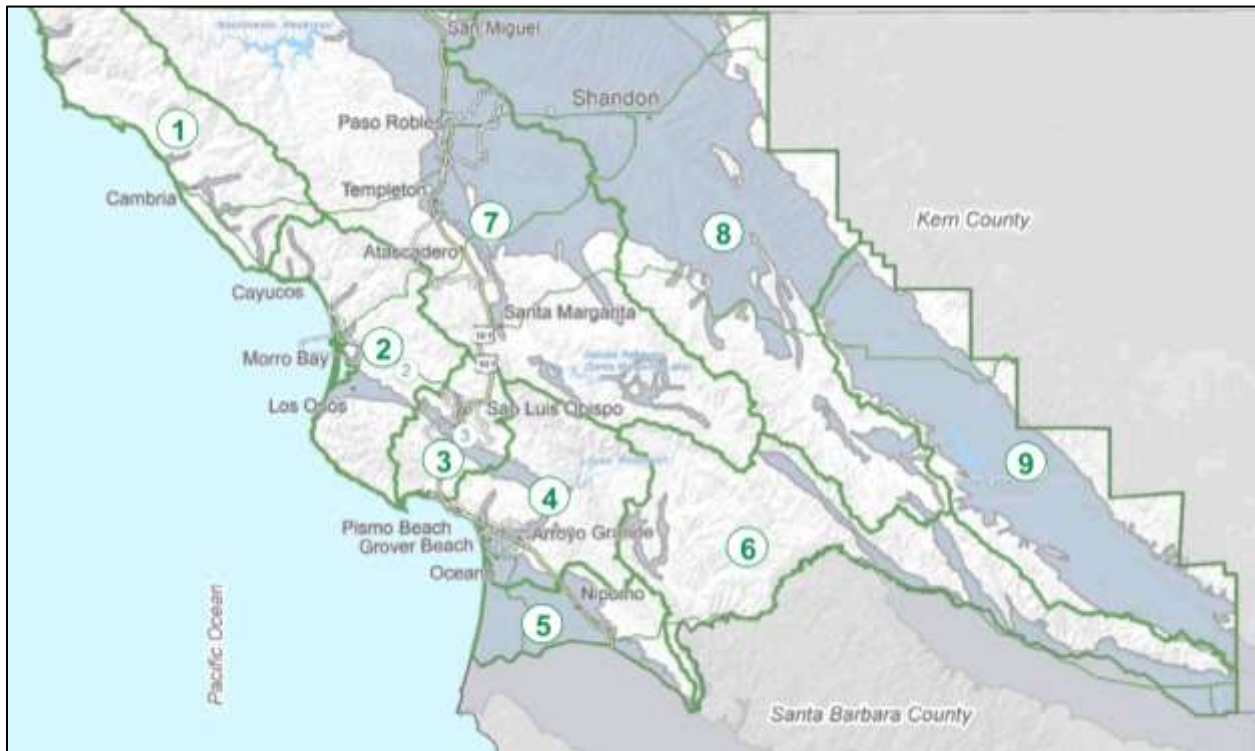 San Miguel
Shandon
Paso Robles
1
Templeton
Cambria
7
Kern County
8
Atascadero
Cayucos
Santa Margarita
101
2
Morro Bay
2
101
Los Osos
San Luis Obispo
3
3
9
4
Pismo Beach
Arroyo Grande
Grover Beach
6
Oceano
Nipomo
5
Pacific Ocean
Santa Barbara County